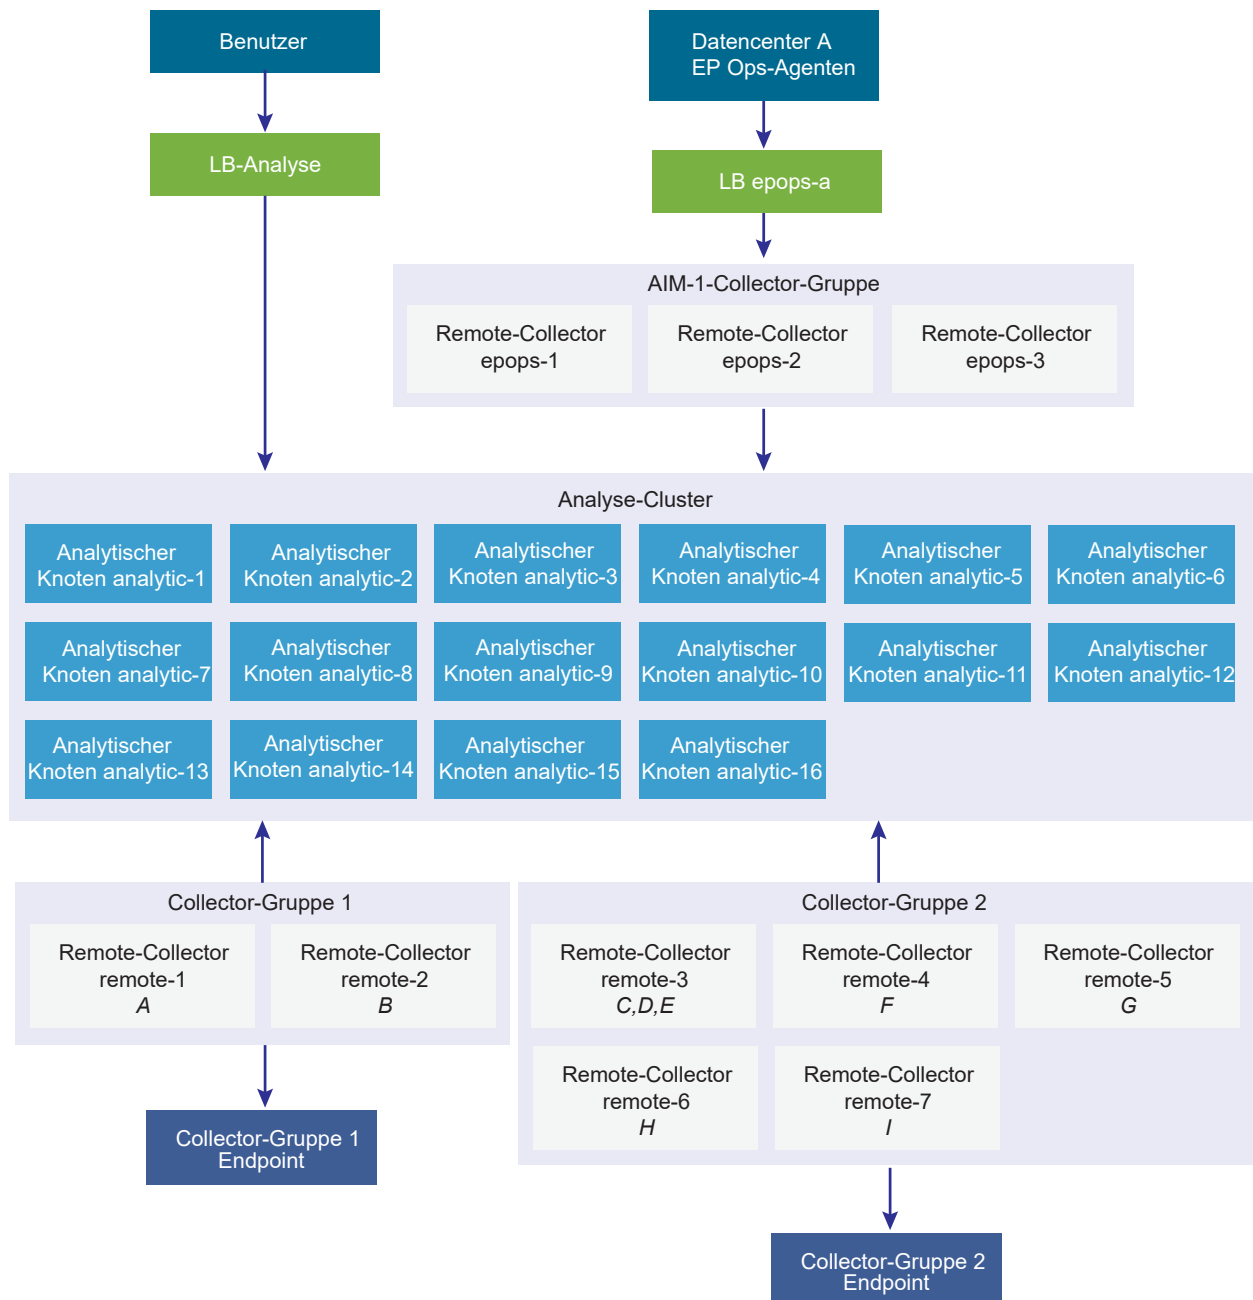 Benutzer
Datencenter A
EP Ops-Agenten
LB-Analyse
LB epops-a
AIM-1-Collector-Gruppe
Remote-Collector
epops-1
Remote-Collector
epops-2
Remote-Collector
epops-3
Analyse-Cluster
Analytischer
Knoten analytic-1
Analytischer
Knoten analytic-2
Analytischer
Knoten analytic-3
Analytischer
Knoten analytic-4
Analytischer
Knoten analytic-5
Analytischer
Knoten analytic-6
Analytischer
Knoten analytic-7
Analytischer
Knoten analytic-8
Analytischer
Knoten analytic-9
Analytischer
Knoten analytic-10
Analytischer
Knoten analytic-11
Analytischer
Knoten analytic-12
Analytischer
Knoten analytic-13
Analytischer
Knoten analytic-14
Analytischer
Knoten analytic-15
Analytischer
Knoten analytic-16
Collector-Gruppe 1
Remote-Collector
remote-1
A
Remote-Collector
remote-2
B
Collector-Gruppe 2
Remote-Collector
remote-3
C,D,E
Remote-Collector
remote-4
F
Remote-Collector
remote-5
G
Remote-Collector
remote-6
H
Remote-Collector
remote-7
I
Collector-Gruppe 1
Endpoint
Collector-Gruppe 2
Endpoint